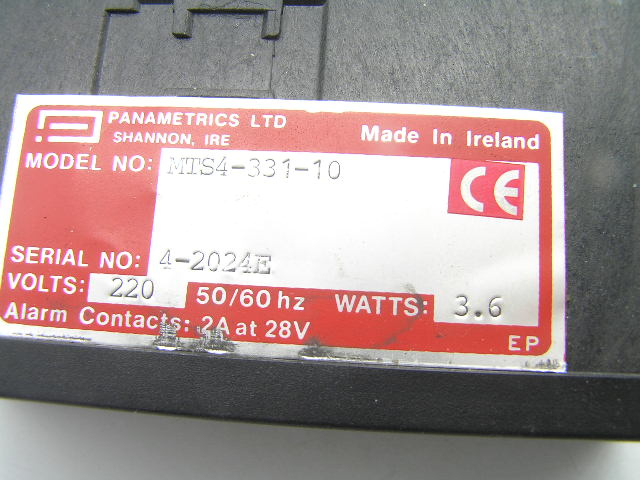 PANAMETRICS LTD
SHANNON, IRE
Made In Ireland
MODEL NO: MTS4-331-10
CE
SERIAL NO: 4-2024E
VOLTS: 220 50/60 hz WATTS: 3.6
Alarm Contacts: 2A at 28V
EP